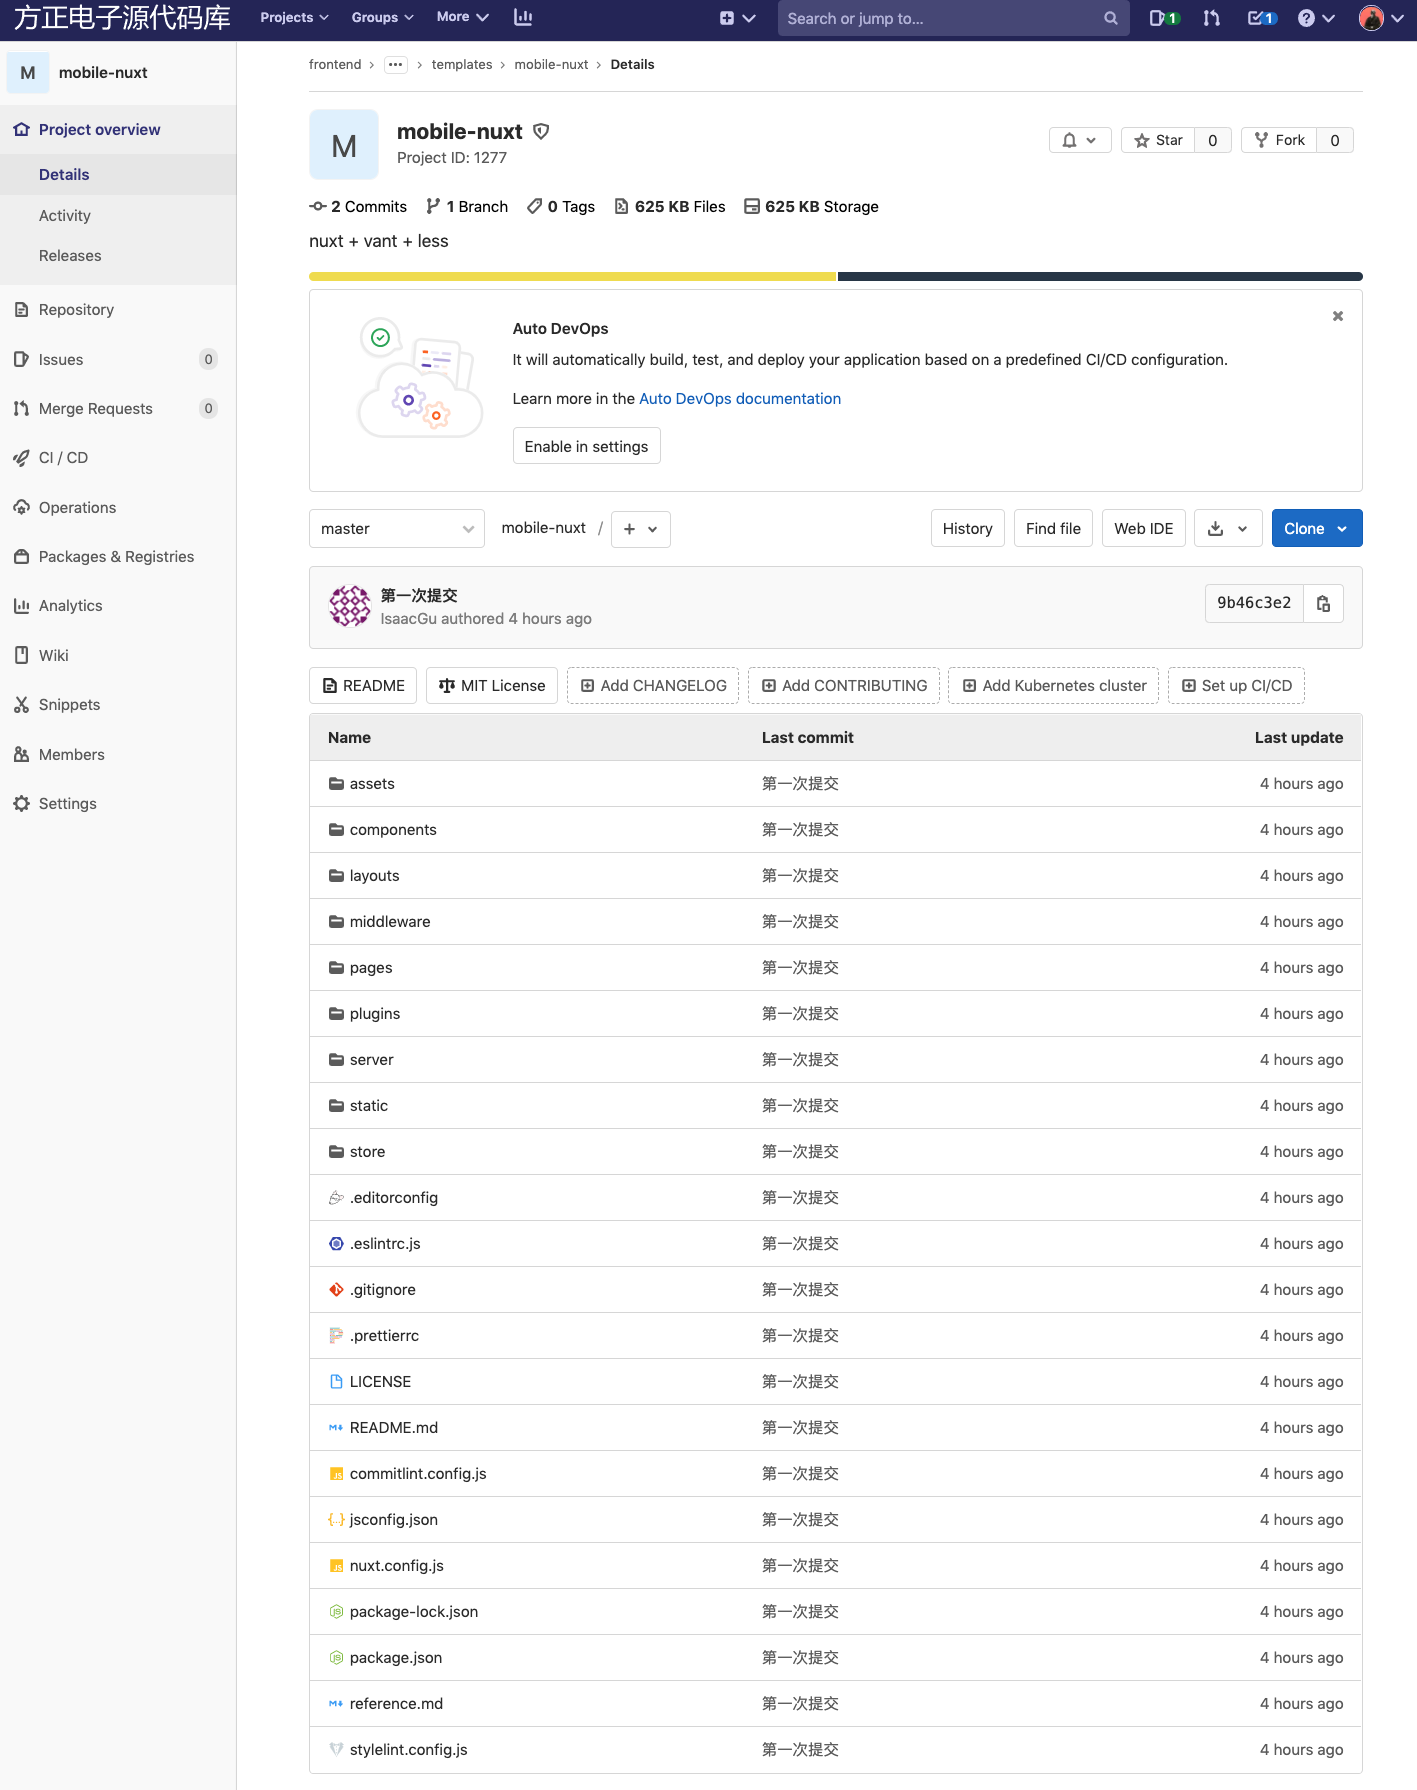 方正电子源代码库 Projects Groups More Search or jump to... 1 1
M mobile-nuxt
Project overview
Details
Activity
Releases
Repository
Issues 0
Merge Requests 0
CI / CD
Operations
Packages & Registries
Analytics
Wiki
Snippets
Members
Settings
frontend > ... > templates > mobile-nuxt > Details
M
mobile-nuxt
Project ID: 1277
Star 0 Fork 0
2 Commits 1 Branch 0 Tags 625 KB Files 625 KB Storage
nuxt + vant + less
Auto DevOps
It will automatically build, test, and deploy your application based on a predefined CI/CD configuration.
Learn more in the Auto DevOps documentation
Enable in settings
master mobile-nuxt / + History Find file Web IDE Clone
第一次提交
IsaacGu authored 4 hours ago
9b46c3e2
README MIT License Add CHANGELOG Add CONTRIBUTING Add Kubernetes cluster Set up CI/CD
Name Last commit Last update
assets 第一次提交 4 hours ago
components 第一次提交 4 hours ago
layouts 第一次提交 4 hours ago
middleware 第一次提交 4 hours ago
pages 第一次提交 4 hours ago
plugins 第一次提交 4 hours ago
server 第一次提交 4 hours ago
static 第一次提交 4 hours ago
store 第一次提交 4 hours ago
.editorconfig 第一次提交 4 hours ago
.eslintrc.js 第一次提交 4 hours ago
.gitignore 第一次提交 4 hours ago
.prettierrc 第一次提交 4 hours ago
LICENSE 第一次提交 4 hours ago
README.md 第一次提交 4 hours ago
commitlint.config.js 第一次提交 4 hours ago
jsconfig.json 第一次提交 4 hours ago
nuxt.config.js 第一次提交 4 hours ago
package-lock.json 第一次提交 4 hours ago
package.json 第一次提交 4 hours ago
reference.md 第一次提交 4 hours ago
stylelint.config.js 第一次提交 4 hours ago